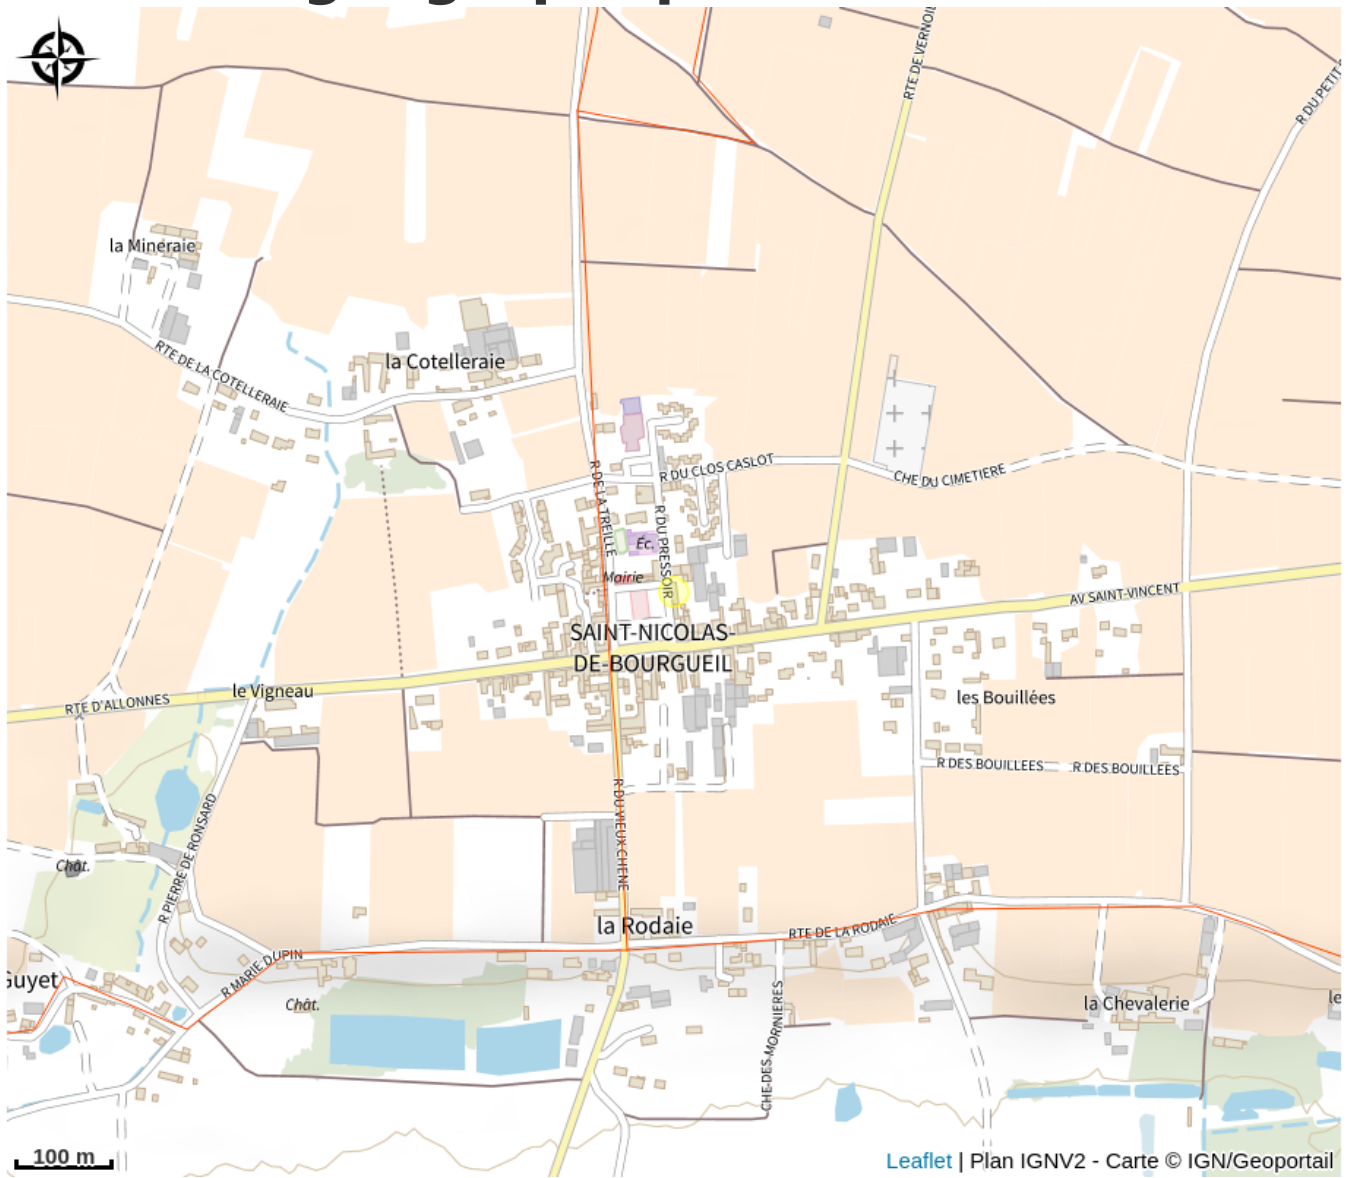 RTE DE VERNOIL
R DU PETIT
la Mineraie
RTE DE LA COTELLERAIE
la Cotelleraie
R DE LA TREILLE
R DU CLOS CASLOT
CHE DU CIMETIERE
R DU PRESSOIR
Éc.
Mairie
AV SAINT-VINCENT
SAINT-NICOLAS-
DE-BOURGUEIL
le Vigneau
RTE D'ALLONNES
les Bouillées
R DES BOUILLEES
R DES BOUILLEES
R PIERRE DE RONSARD
R DU VIEUX CHENE
Chât.
la Rodaie
RTE DE LA RODAIE
R MARIE DUPIN
Guyet
Chât.
CHE DES MORNIERES
la Chevalerie
le
100 m
Leaflet | Plan IGNV2 - Carte © IGN/Geoportail